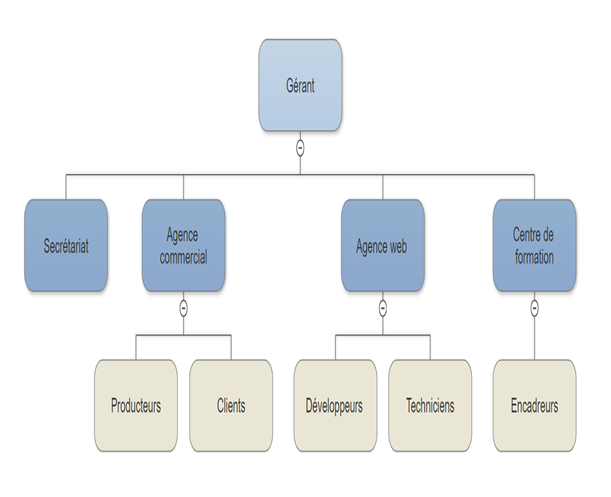 Gérant
Secrétariat
Agence
commercial
Agence web
Centre de
formation
Producteurs
Clients
Développeurs
Techniciens
Encadreurs